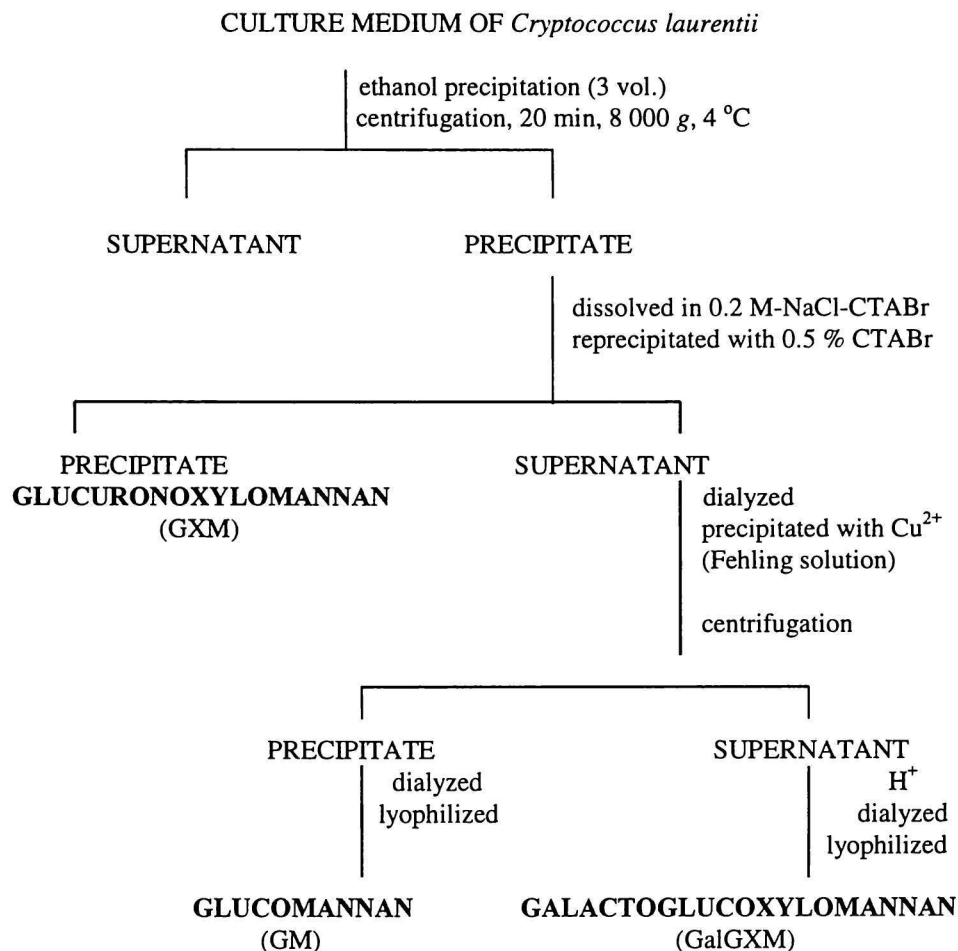 CULTURE MEDIUM OF Cryptococcus laurentii
ethanol precipitation (3 vol.)
centrifugation, 20 min, 8 000 g, 4 °C
SUPERNATANT
PRECIPITATE
dissolved in 0.2 M-NaCl-CTABr
reprecipitated with 0.5 % CTABr
PRECIPITATE
GLUCURONOXYLOMANNAN
(GXM)
SUPERNATANT
dialyzed
precipitated with Cu²⁺
(Fehling solution)
centrifugation
PRECIPITATE
dialyzed
lyophilized
SUPERNATANT
H⁺
dialyzed
lyophilized
GLUCOMANNAN
(GM)
GALACTOGLUCOXYLOMANNAN
(GalGXM)